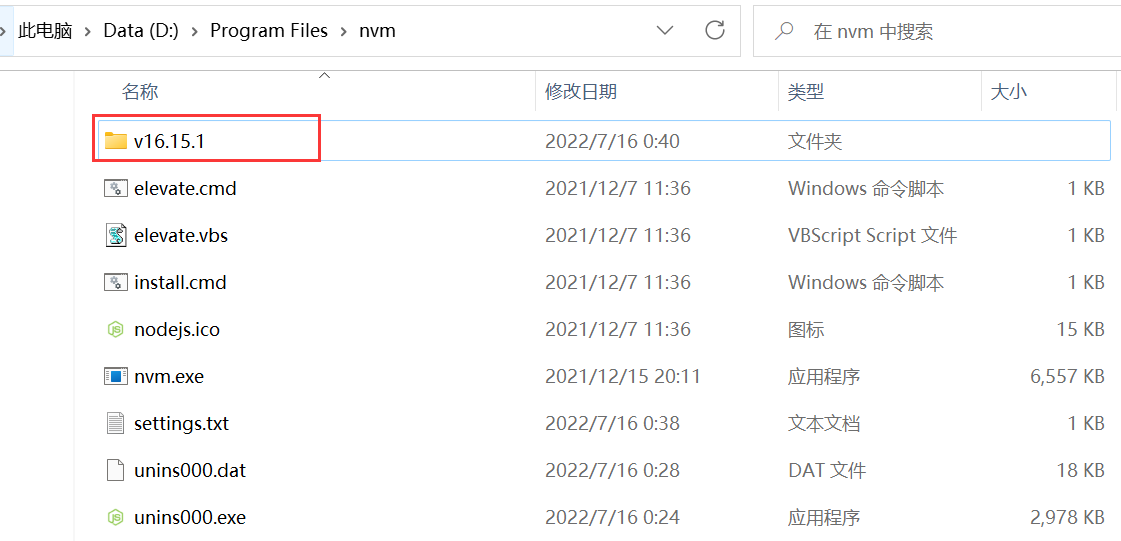 此电脑 > Data (D:) > Program Files > nvm 在 nvm 中搜索
名称 修改日期 类型 大小
v16.15.1 2022/7/16 0:40 文件夹
elevate.cmd 2021/12/7 11:36 Windows 命令脚本 1 KB
elevate.vbs 2021/12/7 11:36 VBScript Script 文件 1 KB
install.cmd 2021/12/7 11:36 Windows 命令脚本 1 KB
nodejs.ico 2021/12/7 11:36 图标 15 KB
nvm.exe 2021/12/15 20:11 应用程序 6,557 KB
settings.txt 2022/7/16 0:38 文本文档 1 KB
unins000.dat 2022/7/16 0:28 DAT 文件 18 KB
unins000.exe 2022/7/16 0:24 应用程序 2,978 KB